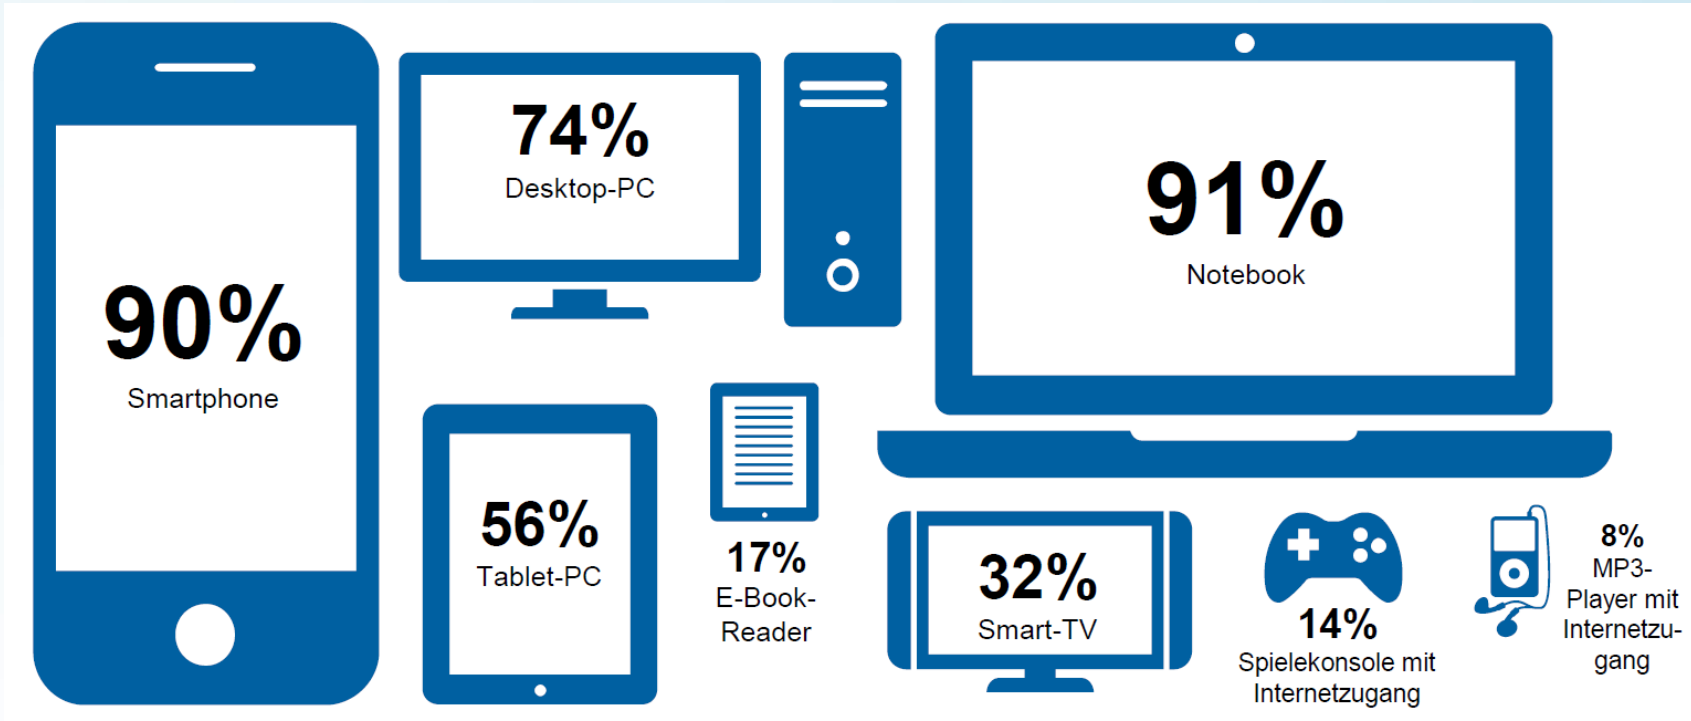 90%
Smartphone
74%
Desktop-PC
91%
Notebook
56%
Tablet-PC
17%
E-Book-
Reader
32%
Smart-TV
14%
Spielekonsole mit
Internetzugang
8%
MP3-
Player mit
Internetzu-
gang